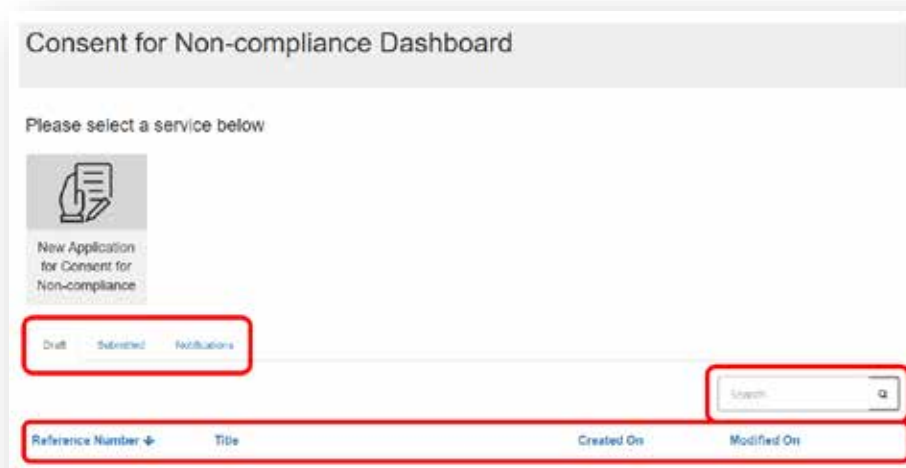 Consent for Non-compliance Dashboard
Please select a service below
New Application
for Consent for
Non-compliance
Draft Submitted Notifications
Search
Reference Number Title Created On Modified On